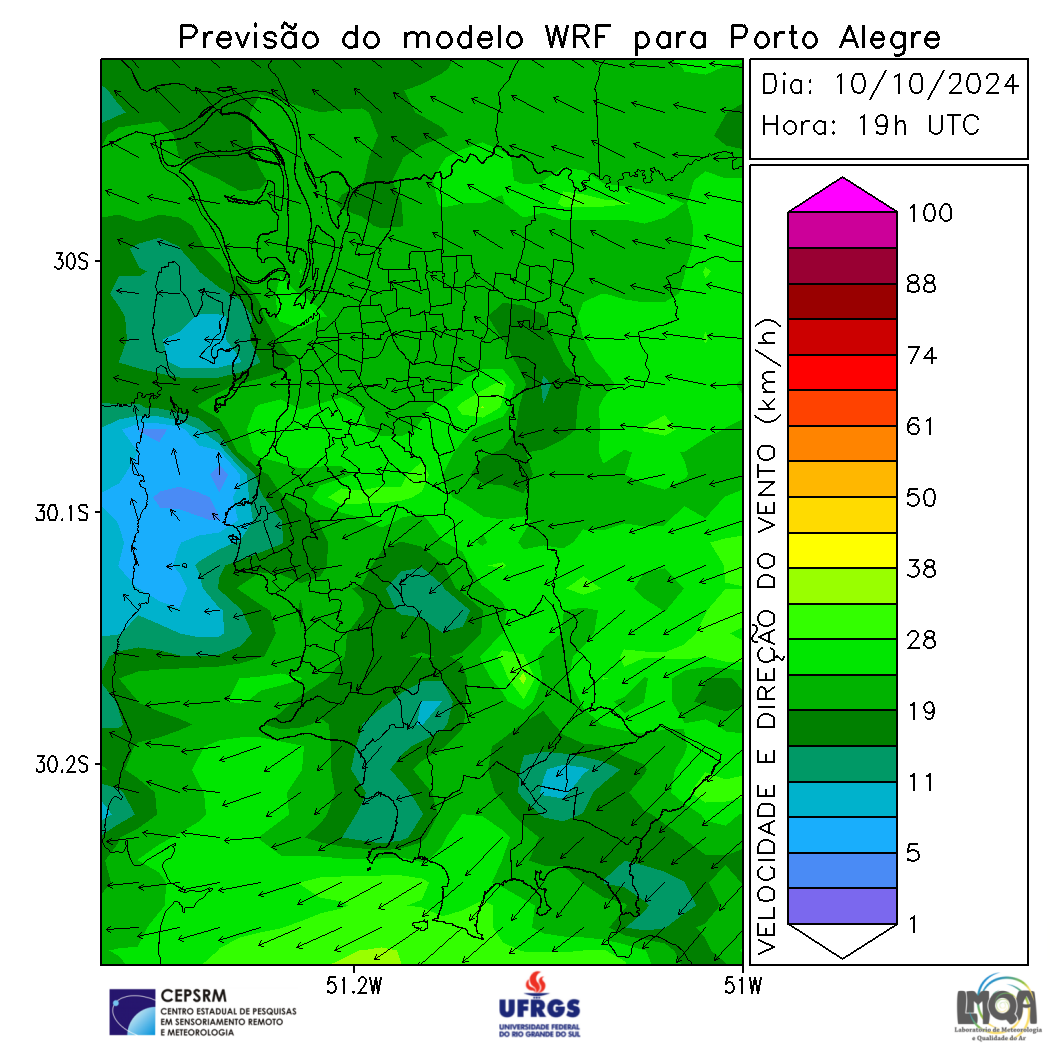 Previsão do modelo WRF para Porto Alegre
Dia: 10/10/2024
Hora: 19h UTC
100
88
74
61
50
38
28
19
11
5
1
VELOCIDADE E DIREÇÃO DO VENTO (km/h)
30S
30.1S
30.2S
51.2W
51W
CEPSRM
CENTRO ESTADUAL DE PESQUISAS
EM SENSORIAMENTO REMOTO
E METEOROLOGIA
UFRGS
UNIVERSIDADE FEDERAL
DO RIO GRANDE DO SUL
LMQA
Laboratório de Meteorologia
e Qualidade do Ar